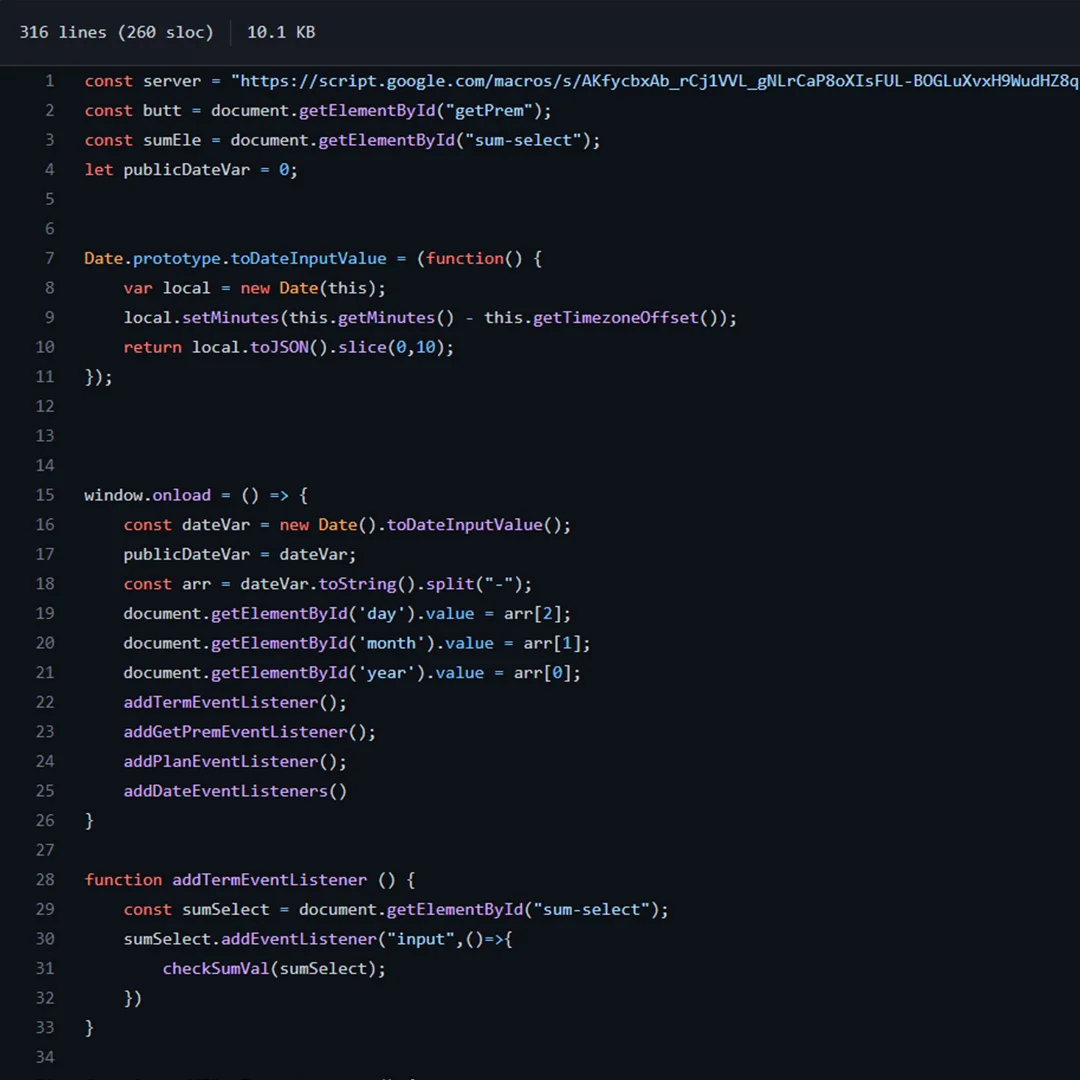 316 lines (260 sloc) 10.1 KB
1 const server = "https://script.google.com/macros/s/AKfycbxAb_rCj1VVL_gNLrCaP8oXIsFUL-BOGLuXvxH9WudHZ8q
2 const butt = document.getElementById("getPrem");
3 const sumEle = document.getElementById("sum-select");
4 let publicDateVar = 0;
5
6
7 Date.prototype.toDateInputValue = (function() {
8     var local = new Date(this);
9     local.setMinutes(this.getMinutes() - this.getTimezoneOffset());
10     return local.toJSON().slice(0,10);
11 });
12
13
14
15 window.onload = () => {
16     const dateVar = new Date().toDateInputValue();
17     publicDateVar = dateVar;
18     const arr = dateVar.toString().split("-");
19     document.getElementById('day').value = arr[2];
20     document.getElementById('month').value = arr[1];
21     document.getElementById('year').value = arr[0];
22     addTermEventListener();
23     addGetPremEventListener();
24     addPlanEventListener();
25     addDateEventListeners()
26 }
27
28 function addTermEventListener () {
29     const sumSelect = document.getElementById("sum-select");
30     sumSelect.addEventListener("input",()=>{
31         checkSumVal(sumSelect);
32     })
33 }
34